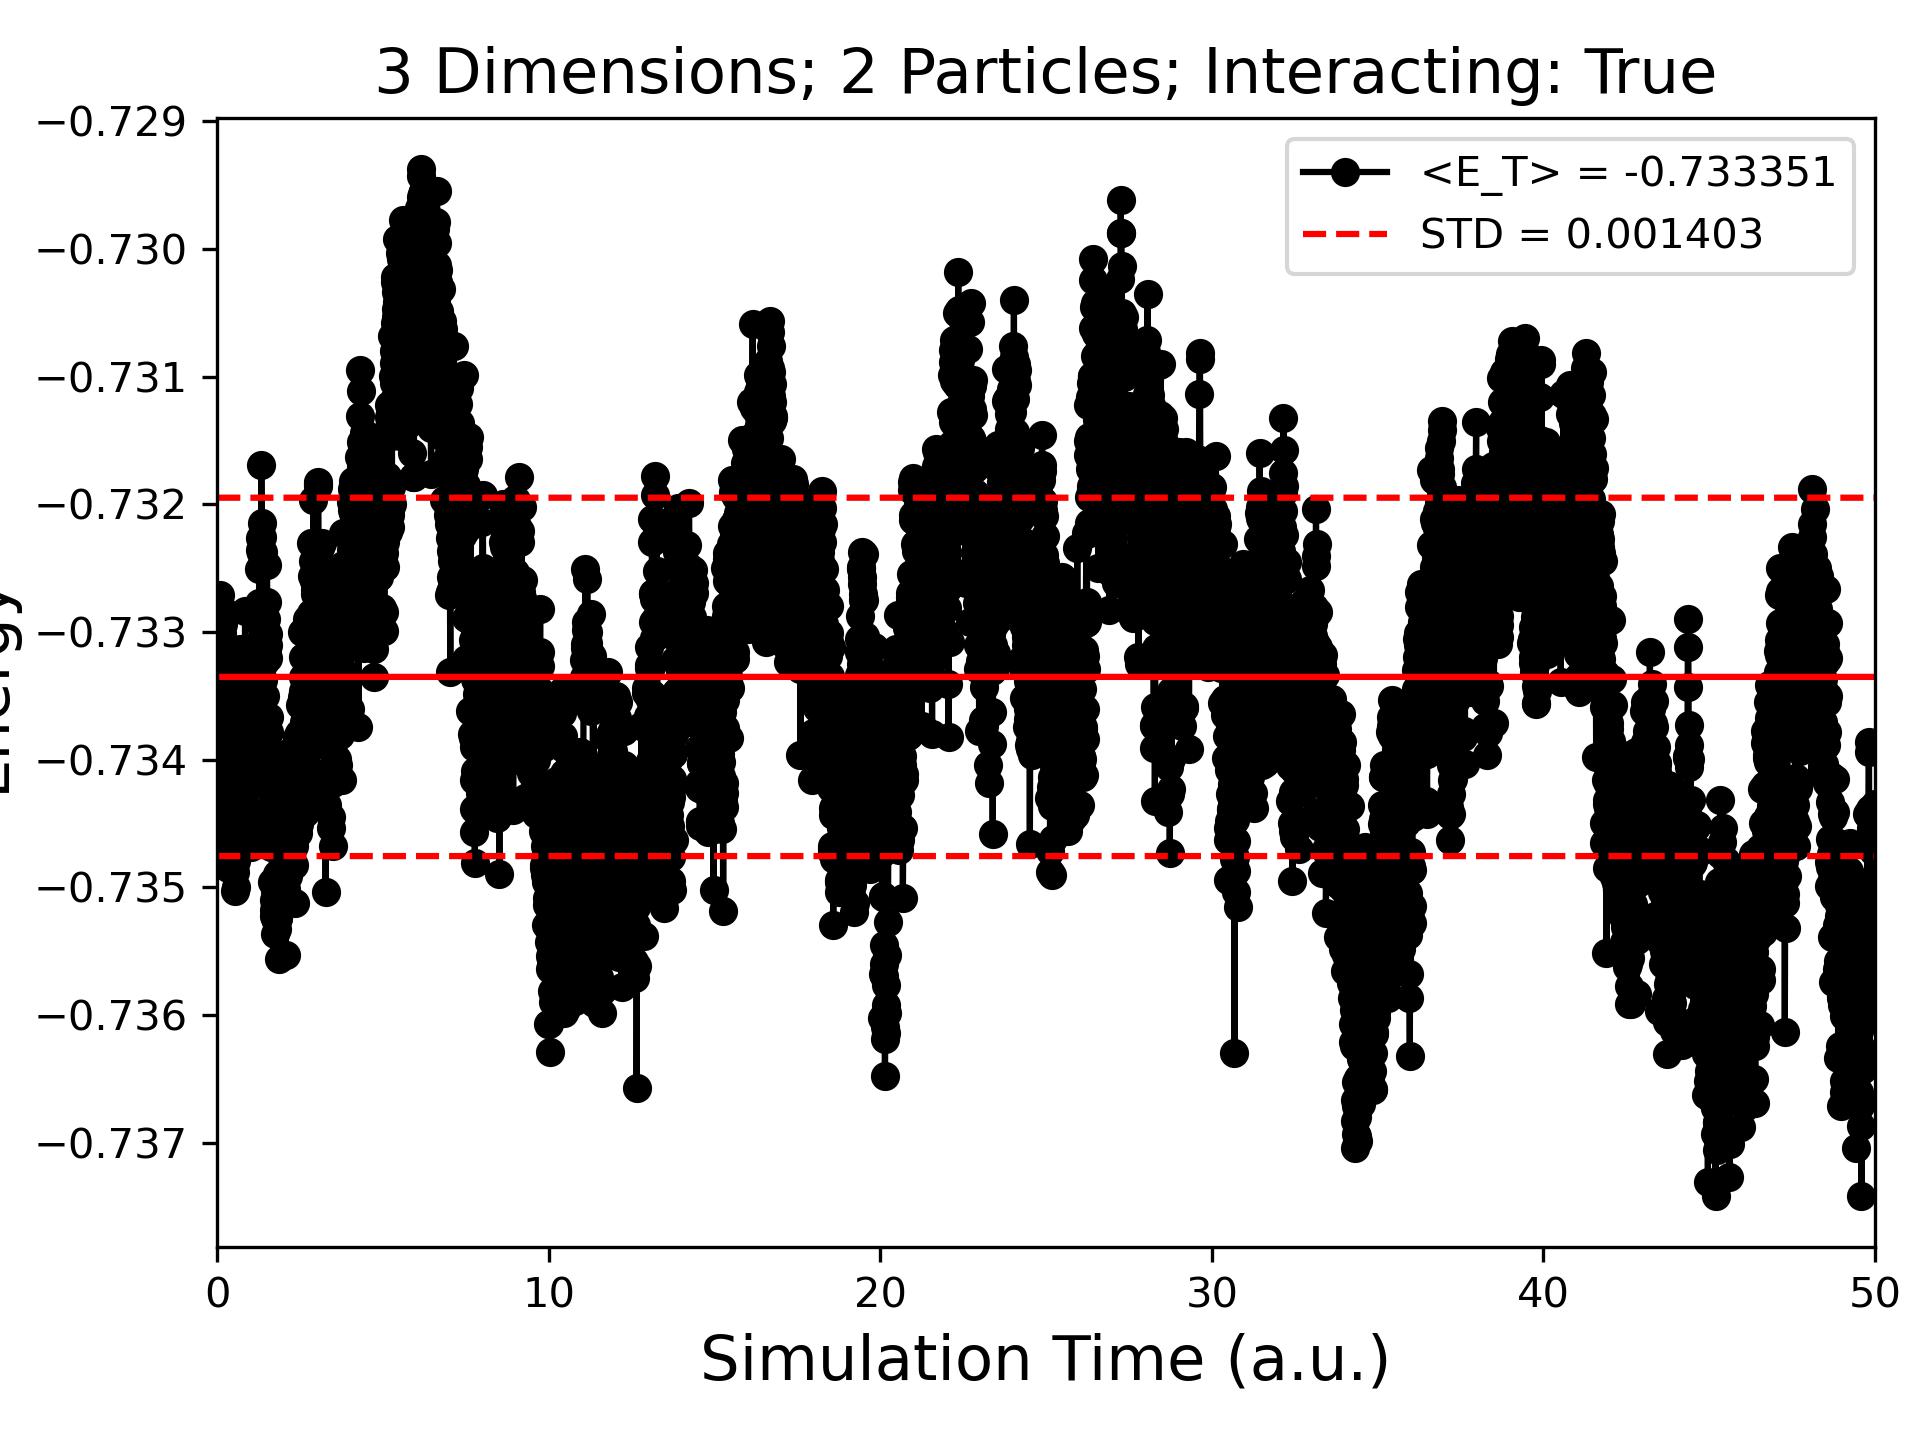 3 Dimensions; 2 Particles; Interacting: True
<E_T> = -0.733351
STD = 0.001403
Energy
−0.729
−0.730
−0.731
−0.732
−0.733
−0.734
−0.735
−0.736
−0.737
0 10 20 30 40 50
Simulation Time (a.u.)